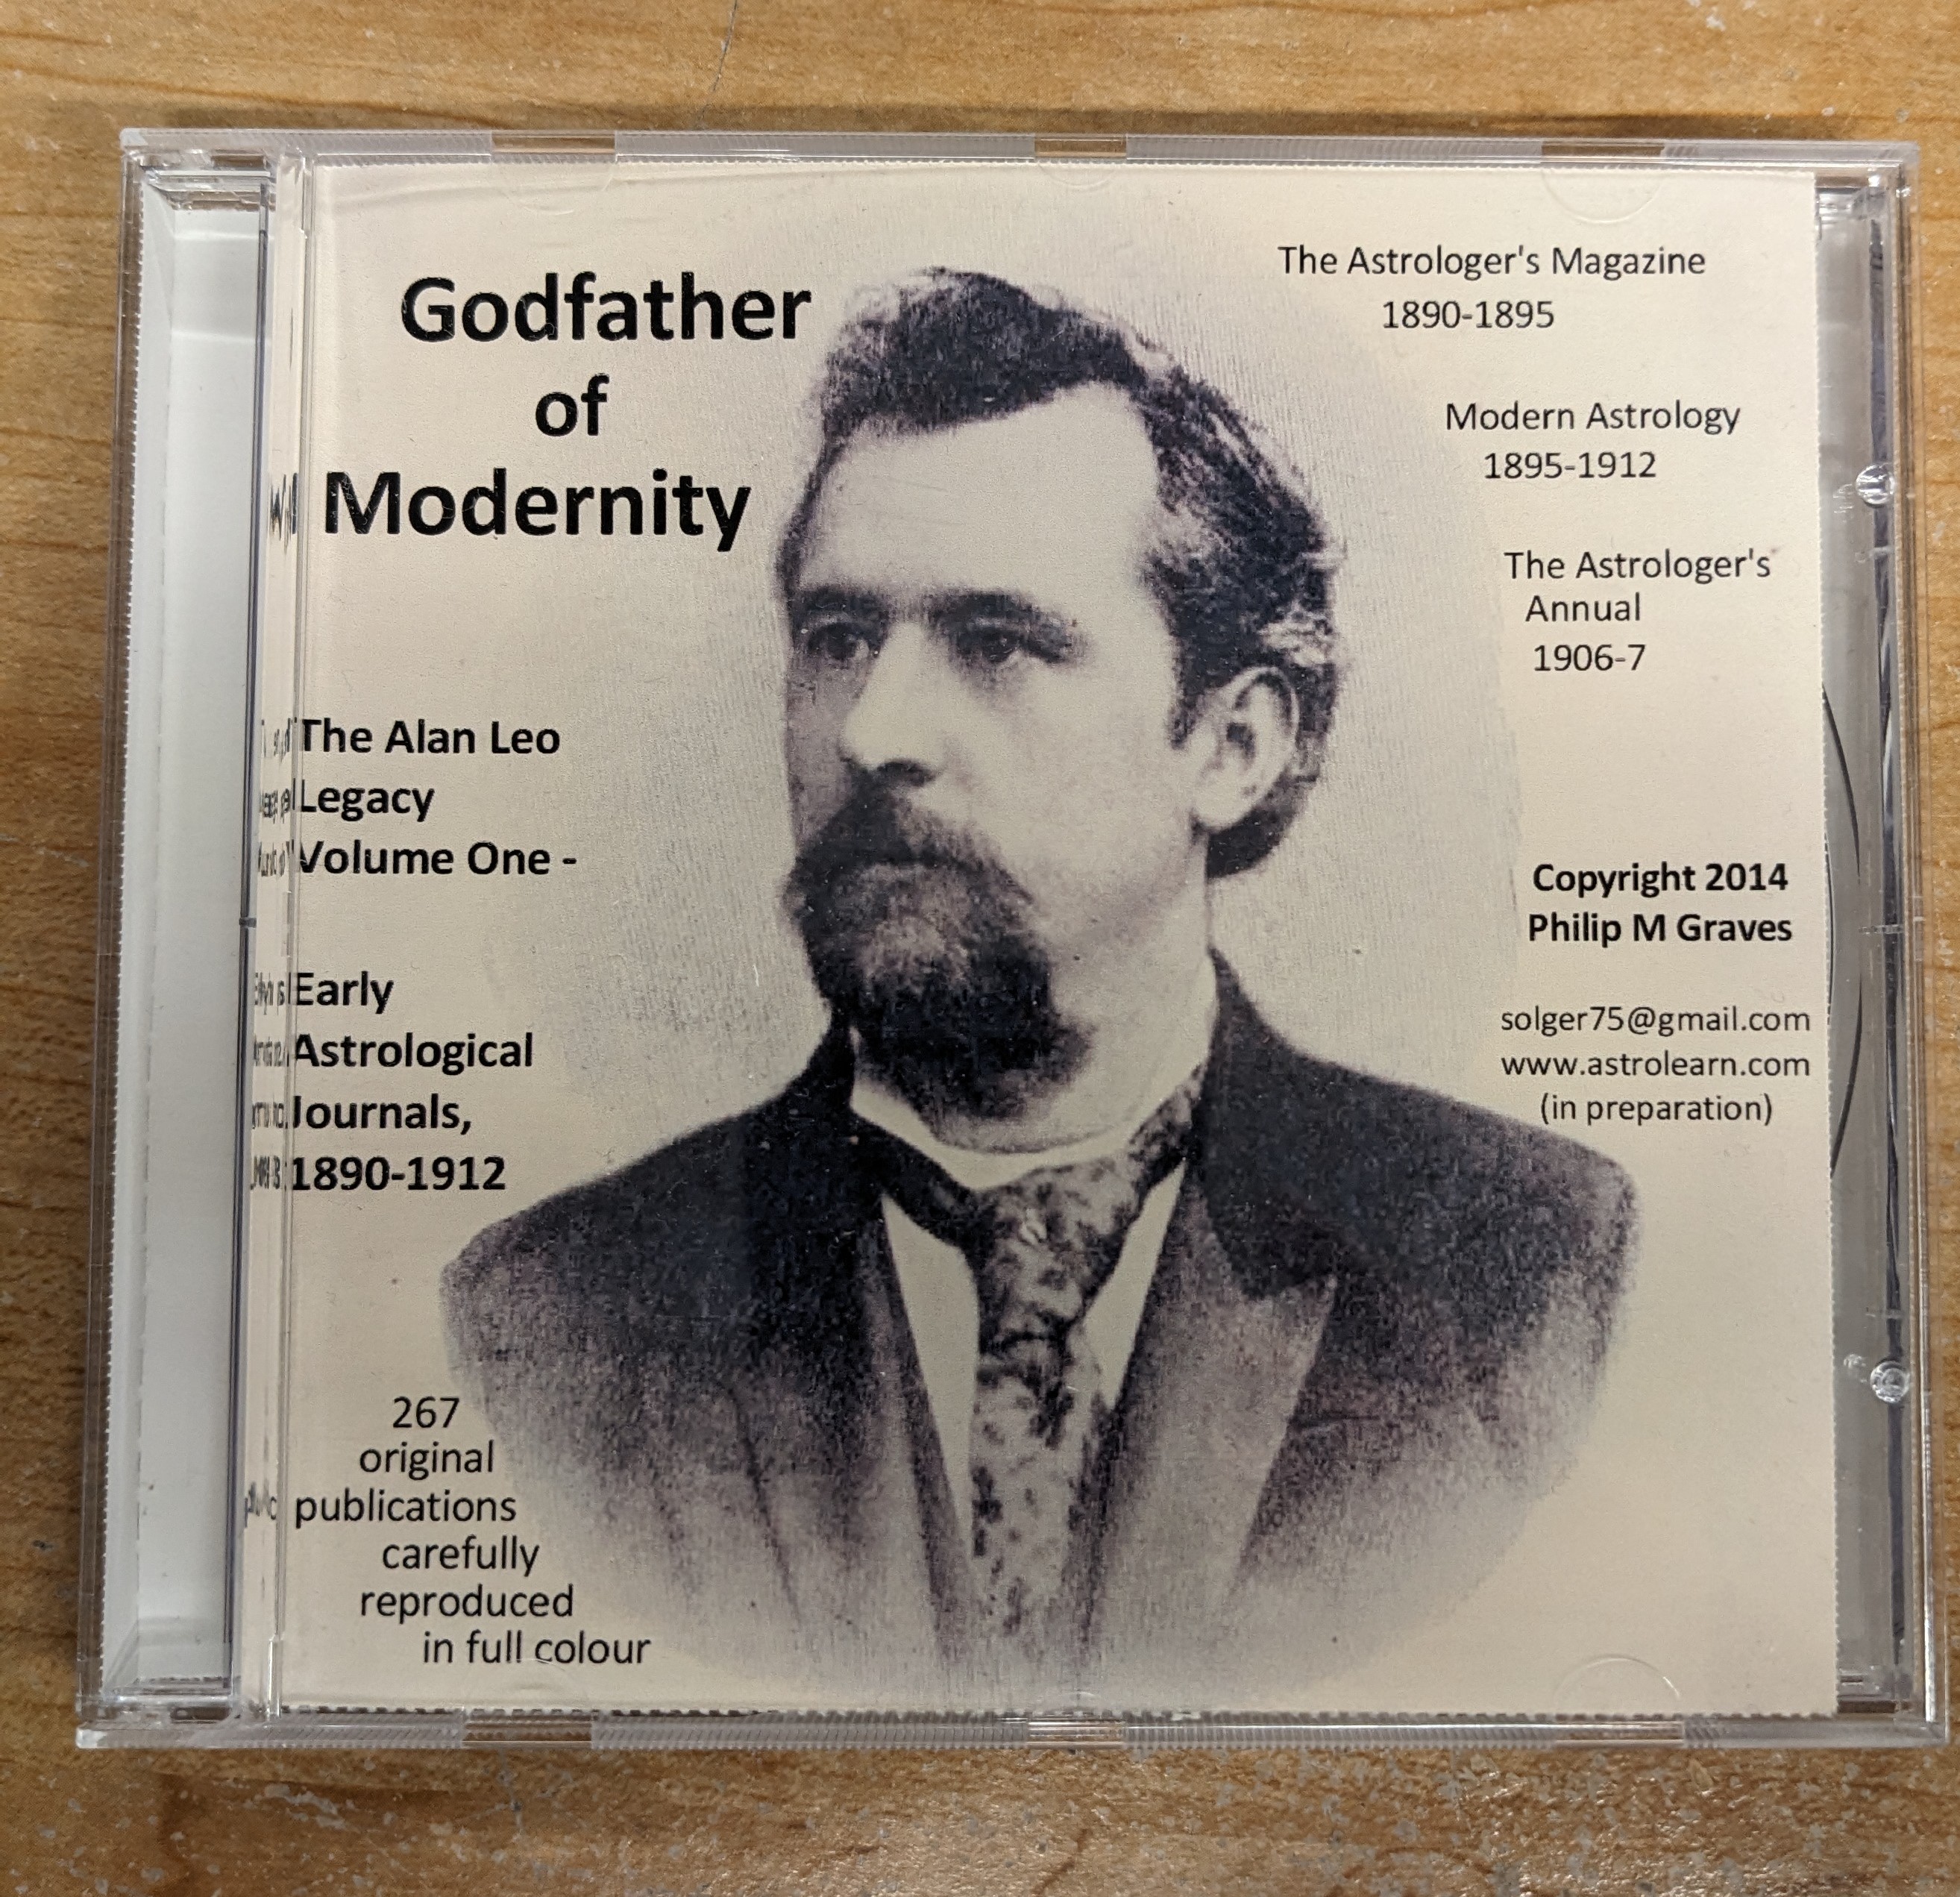 Godfather
of
Modernity
The Alan Leo
Legacy
Volume One -
Early
Astrological
Journals,
1890-1912
267
original
publications
carefully
reproduced
in full colour
The Astrologer's Magazine
1890-1895
Modern Astrology
1895-1912
The Astrologer's
Annual
1906-7
Copyright 2014
Philip M Graves
solger75@gmail.com
www.astrolearn.com
(in preparation)